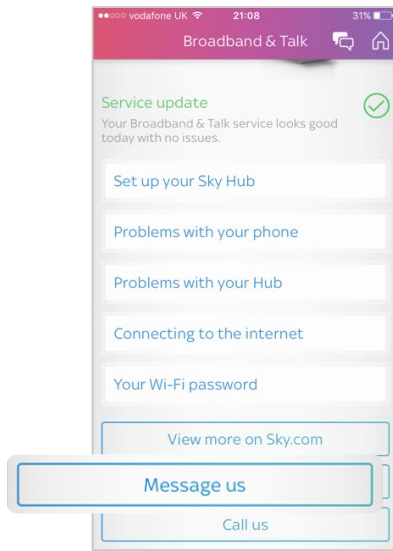 vodafone UK 21:08 31%
Broadband & Talk
Service update
Your Broadband & Talk service looks good
today with no issues.
Set up your Sky Hub
Problems with your phone
Problems with your Hub
Connecting to the internet
Your Wi-Fi password
View more on Sky.com
Message us
Call us